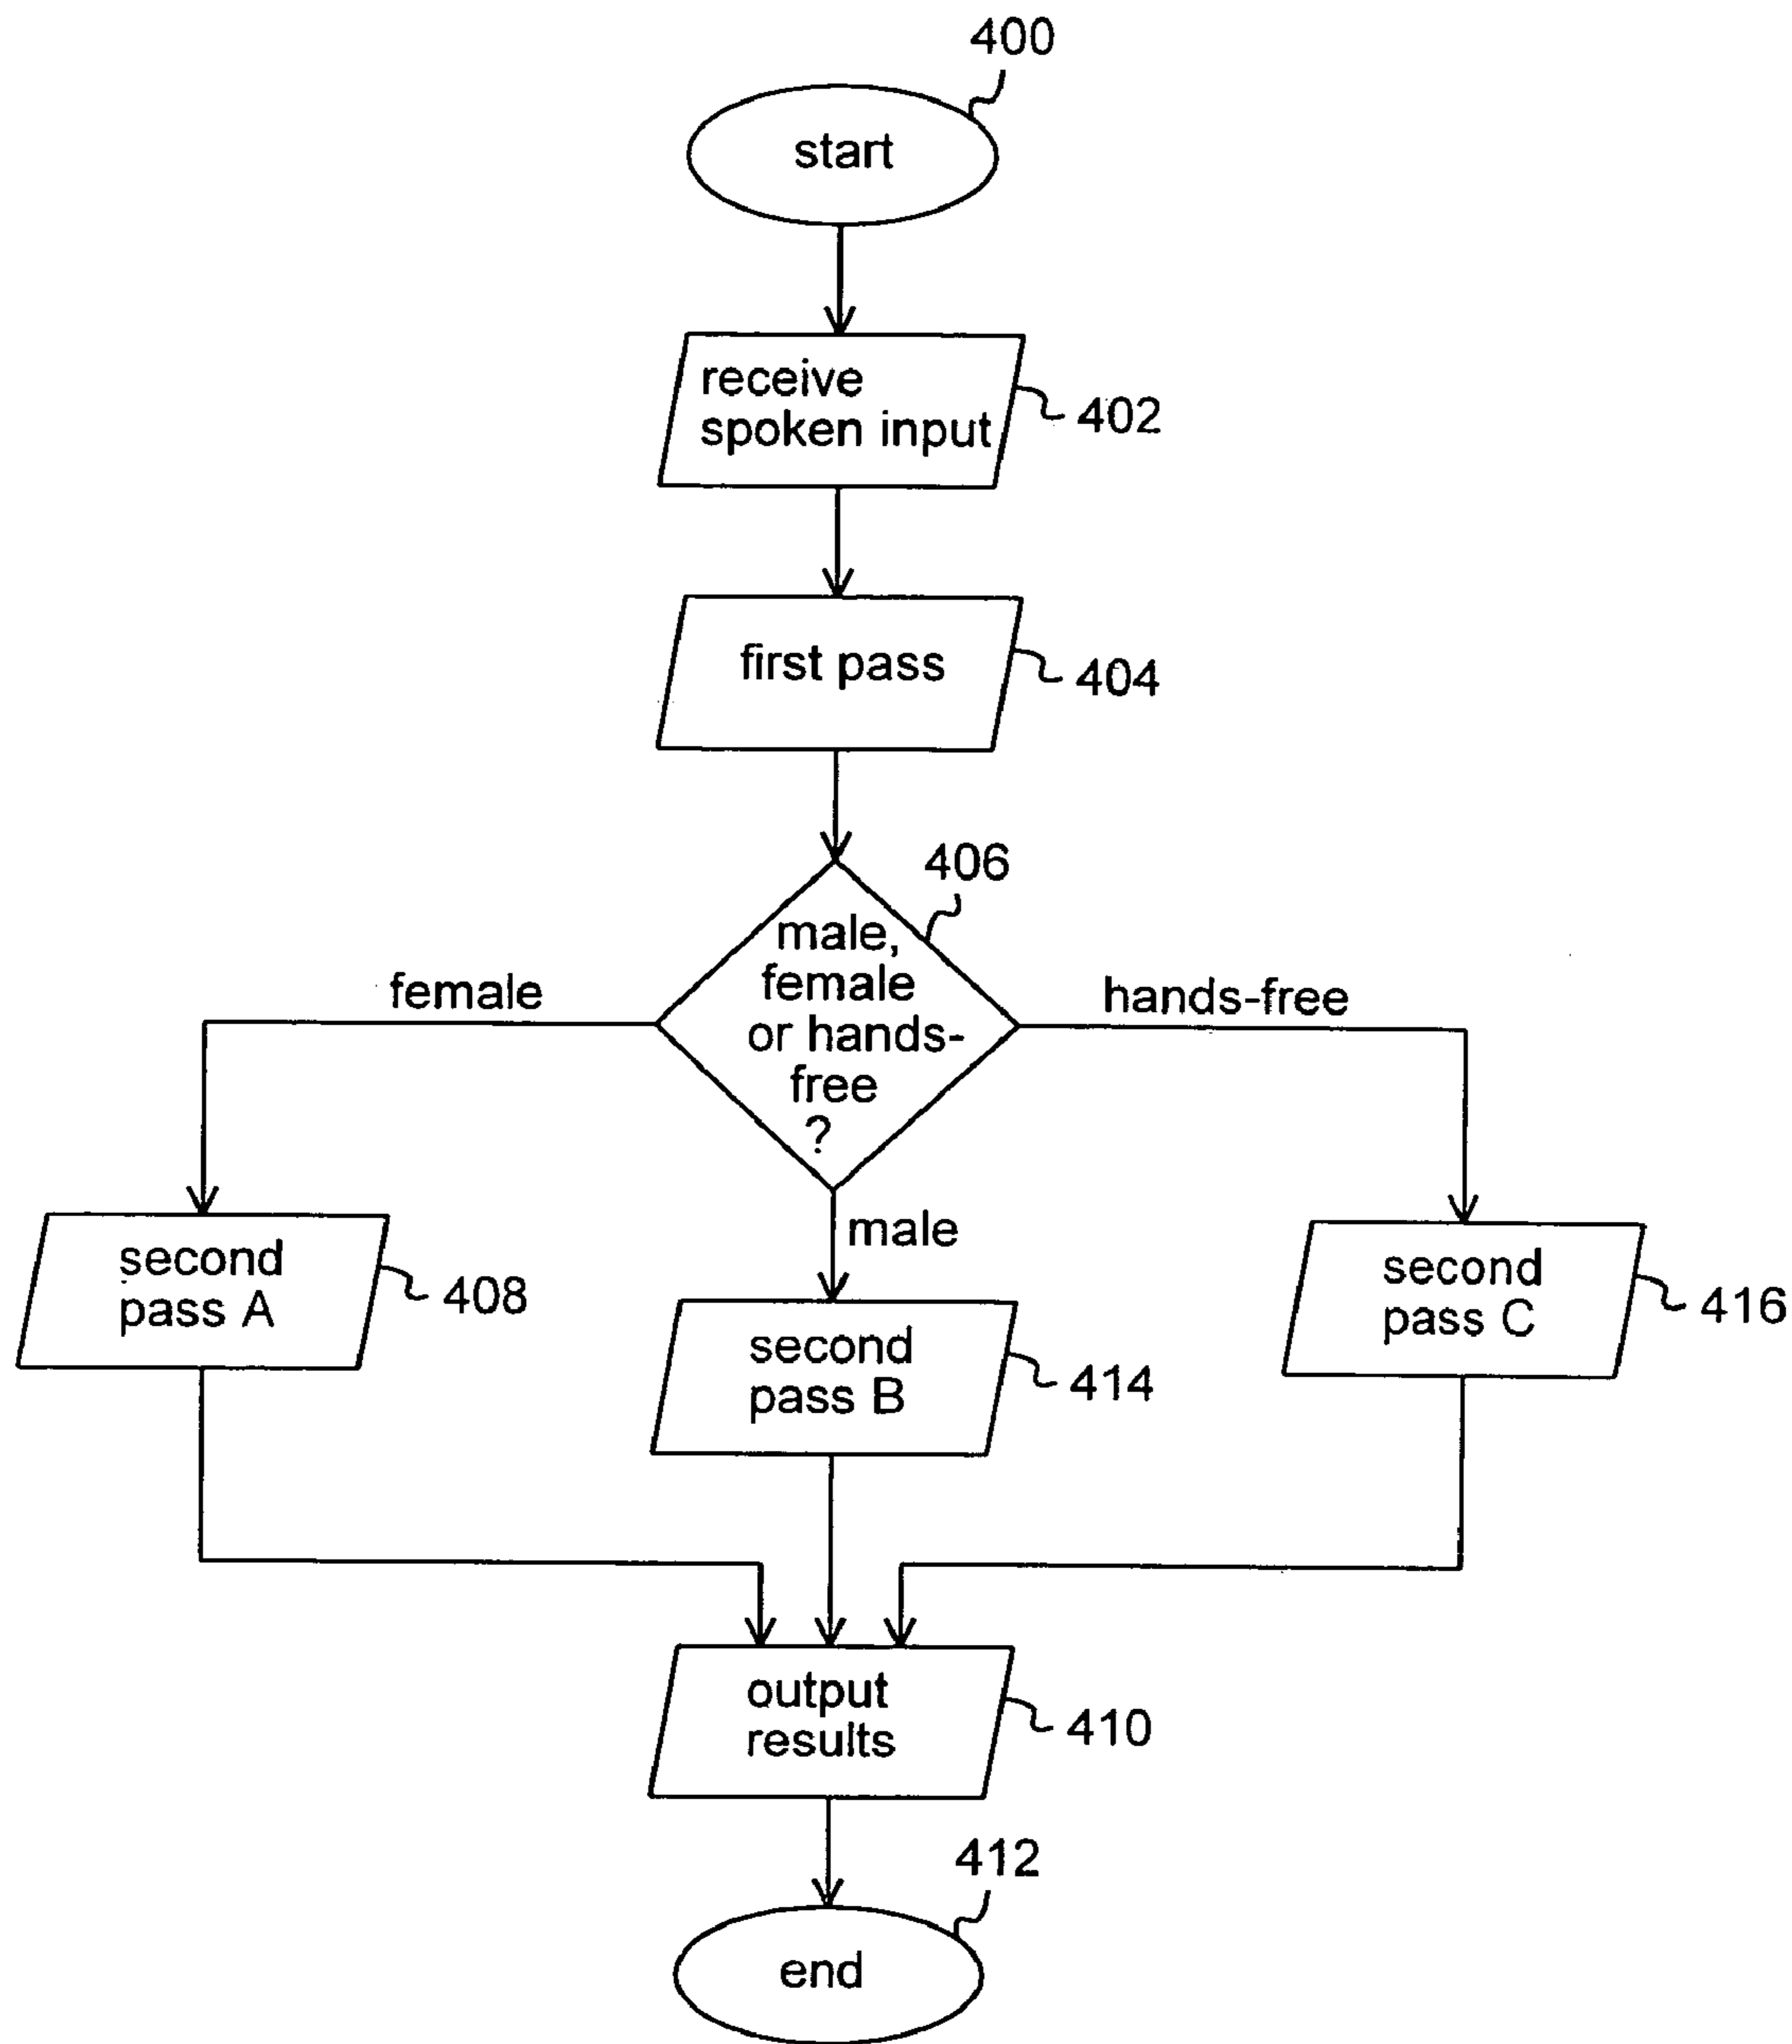 400
start
receive
spoken input
402
first pass
404
406
male,
female
or hands-
free
?
female
hands-free
male
second
pass A
408
second
pass B
414
second
pass C
416
output
results
410
412
end